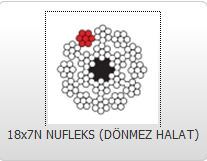 18x7N NUFLEKS (DÖNMEZ HALAT)